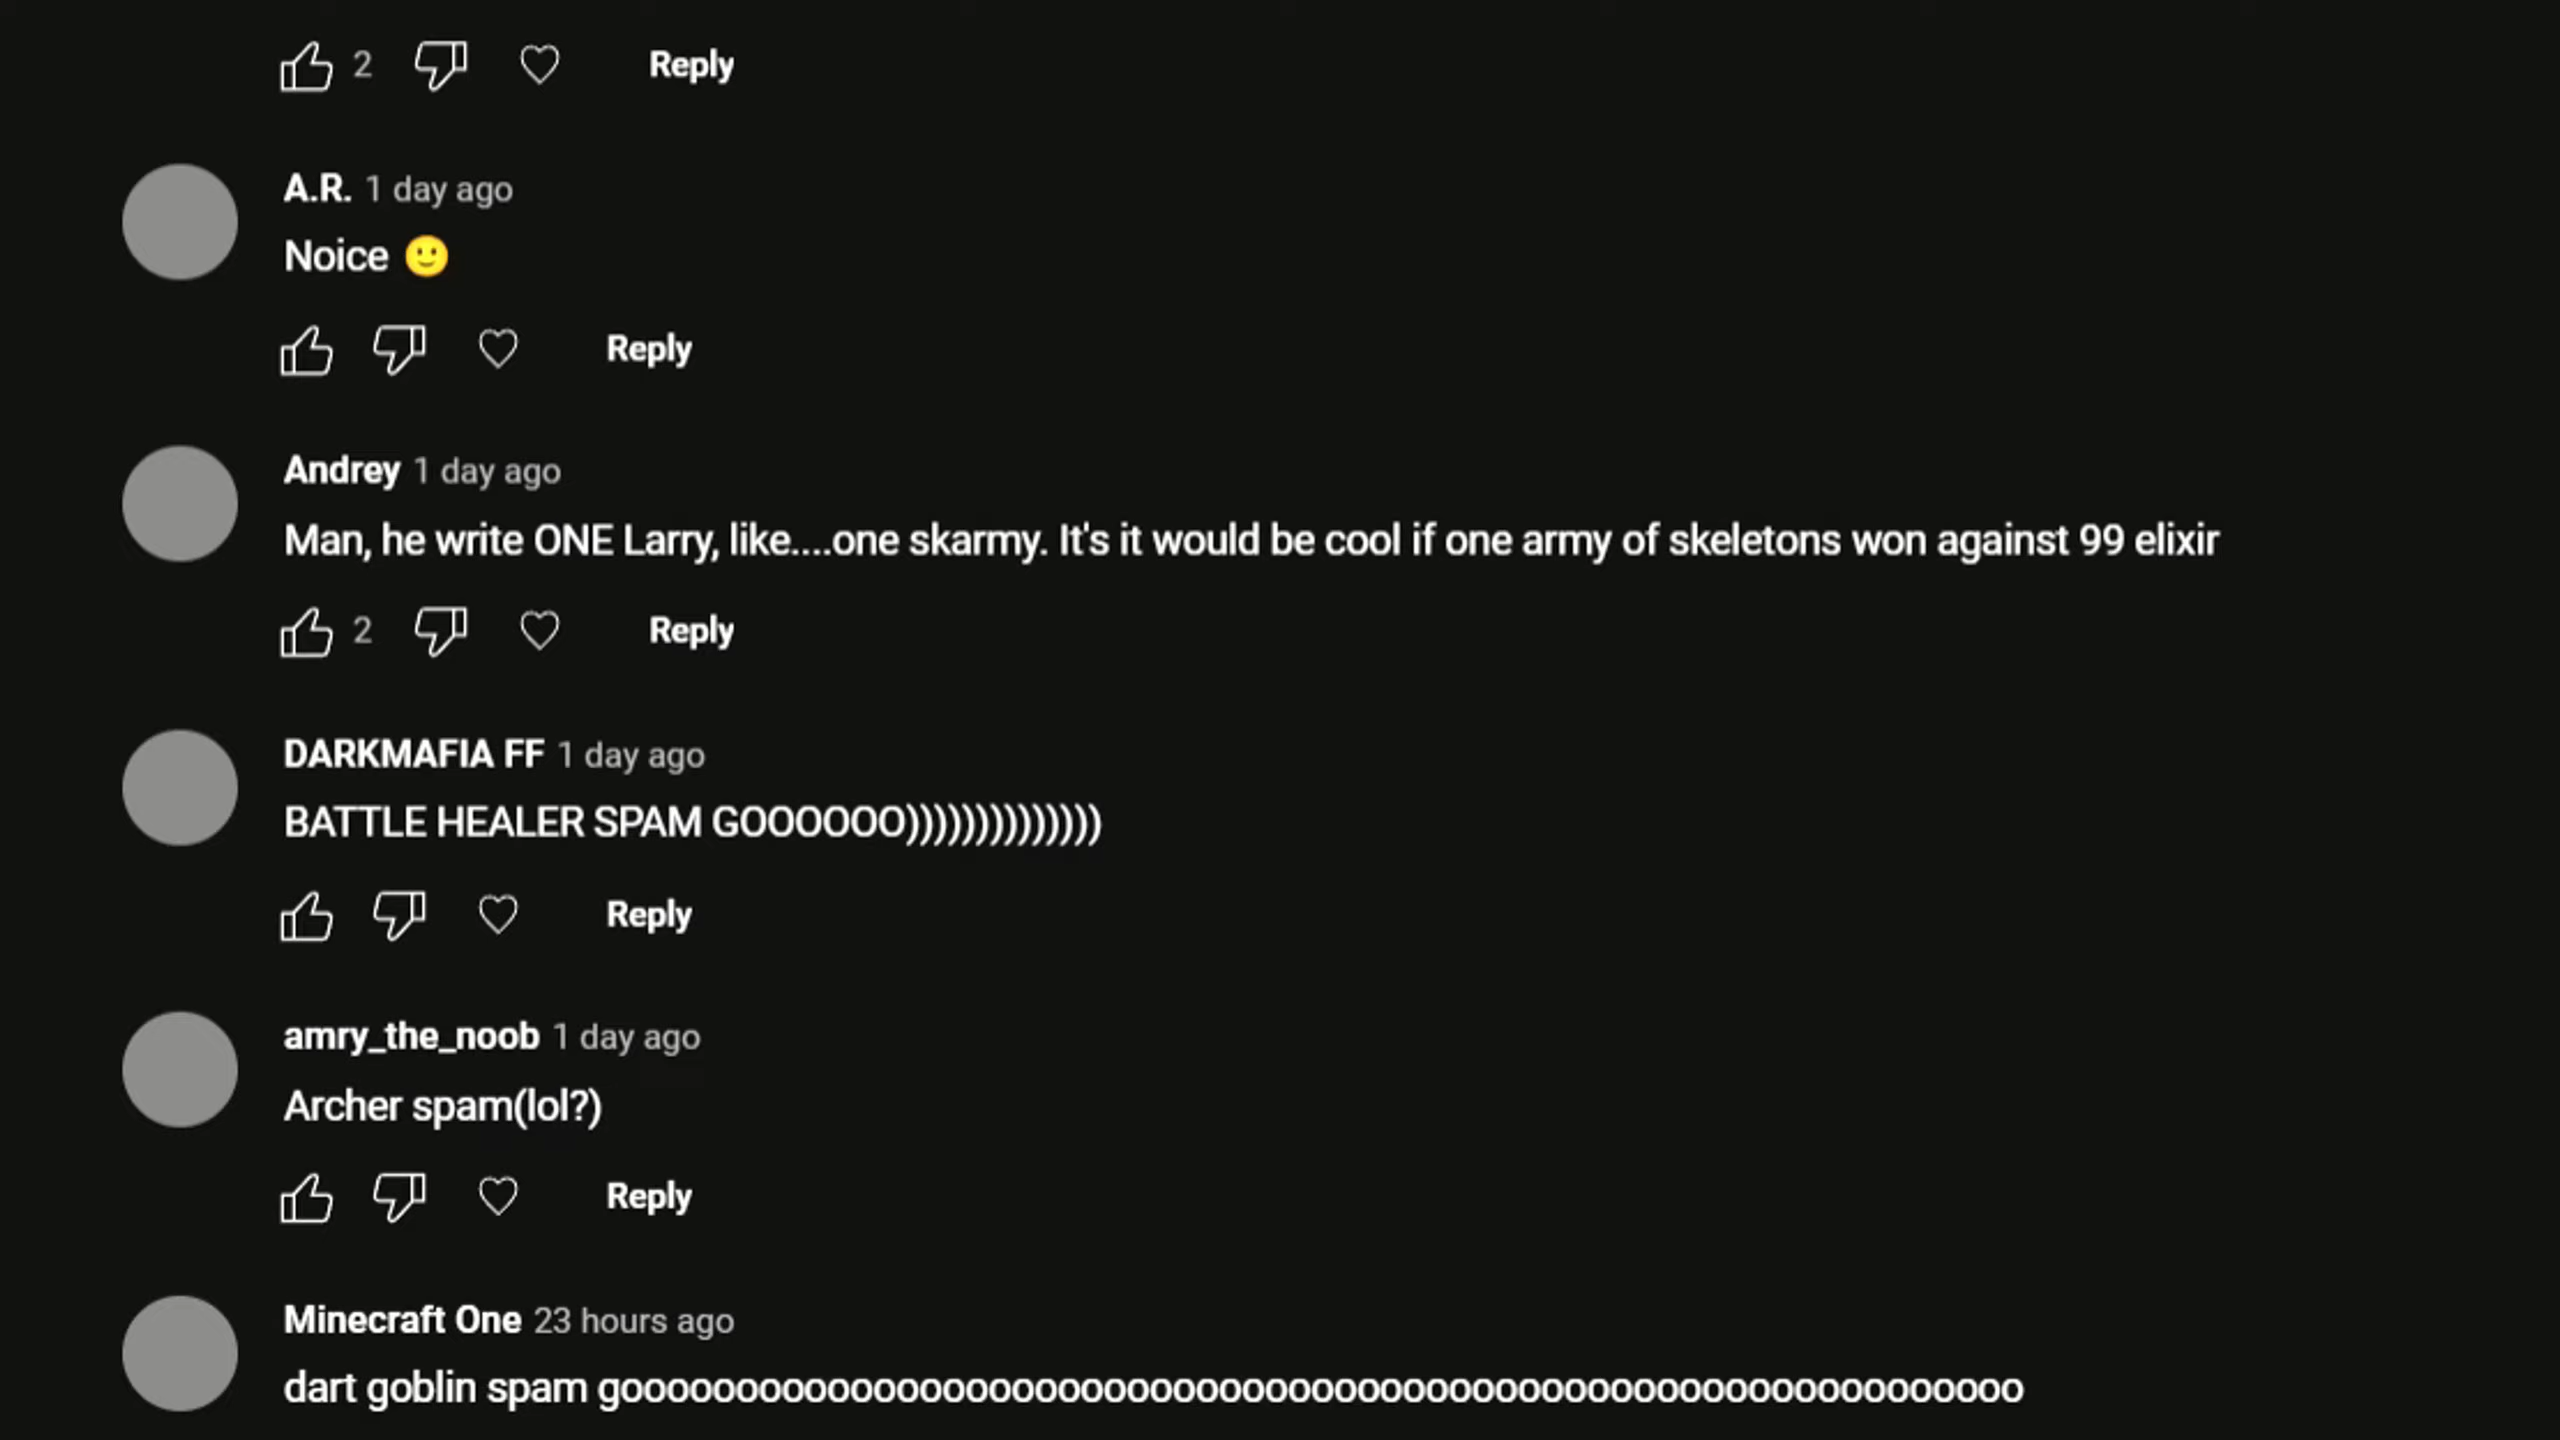 2 Reply
A.R. 1 day ago
Noice 🙂
Reply
Andrey 1 day ago
Man, he write ONE Larry, like....one skarmy. It's it would be cool if one army of skeletons won against 99 elixir
2 Reply
DARKMAFIA FF 1 day ago
BATTLE HEALER SPAM GOOOOOO))))))))))))))
Reply
amry_the_noob 1 day ago
Archer spam(lol?)
Reply
Minecraft One 23 hours ago
dart goblin spam gooooooooooooooooooooooooooooooooooooooooooooooooooooooooooooo